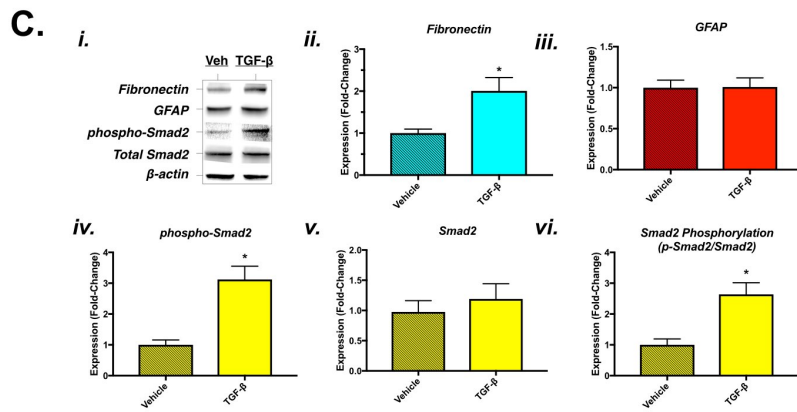 C.
i.
Veh TGF-β
Fibronectin
GFAP
phospho-Smad2
Total Smad2
β-actin
ii.
Fibronectin
Expression (Fold-Change)
2
1
0
*
Vehicle
TGF-β
iii.
GFAP
Expression (Fold-Change)
1.5
1.0
0.5
0.0
Vehicle
TGF-β
iv.
phospho-Smad2
Expression (Fold-Change)
4
3
2
1
0
*
Vehicle
TGF-β
v.
Smad2
Expression (Fold-Change)
2.0
1.5
1.0
0.5
0.0
Vehicle
TGF-β
vi.
Smad2 Phosphorylation
(p-Smad2/Smad2)
Expression (Fold-Change)
4
3
2
1
0
*
Vehicle
TGF-β